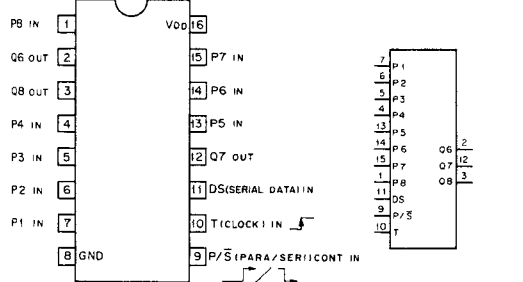 P8 IN 1
VDD 16
Q6 OUT 2
15 P7 IN
Q8 OUT 3
14 P6 IN
P4 IN 4
13 P5 IN
P3 IN 5
12 Q7 OUT
P2 IN 6
11 DS(SERIAL DATA) IN
P1 IN 7
10 T(CLOCK) IN
8 GND
9 P/S̅ (PARA/SERI) CONT IN
7 P1
6 P2
5 P3
4 P4
13 P5
14 P6
Q6 2
15 P7
Q7 12
1 P8
Q8 3
11 DS
9 P/S̅
10 T